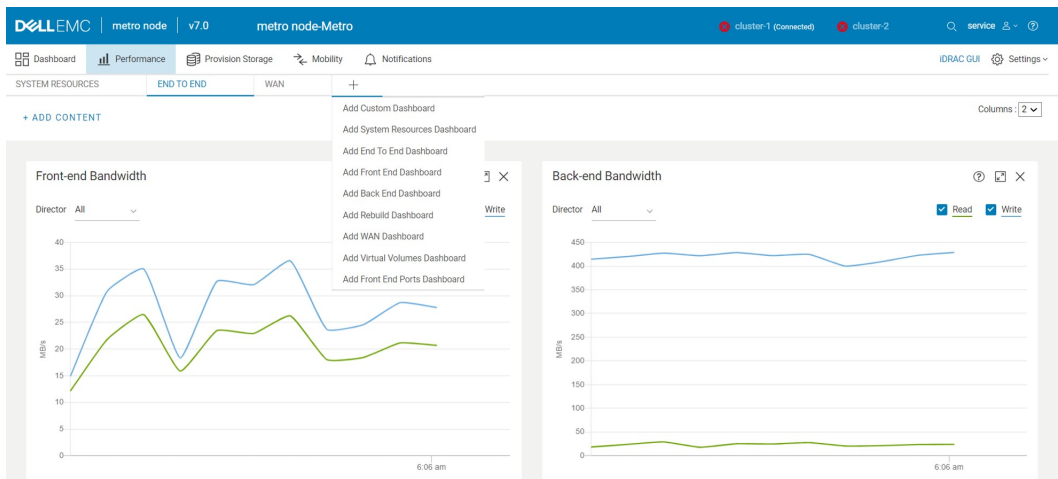 DELLEMC metro node v7.0 metro node-Metro cluster-1 (Connected) cluster-2 service
Dashboard Performance Provision Storage Mobility Notifications iDRAC GUI Settings
SYSTEM RESOURCES END TO END WAN +
+ ADD CONTENT
Columns : 2
Add Custom Dashboard
Add System Resources Dashboard
Add End To End Dashboard
Add Front End Dashboard
Add Back End Dashboard
Add Rebuild Dashboard
Add WAN Dashboard
Add Virtual Volumes Dashboard
Add Front End Ports Dashboard
Front-end Bandwidth
Director All
Write
40
35
30
25
20
15
10
5
0
MB/s
6:06 am
Back-end Bandwidth
Director All
Read Write
450
400
350
300
250
200
150
100
50
0
MB/s
6:06 am